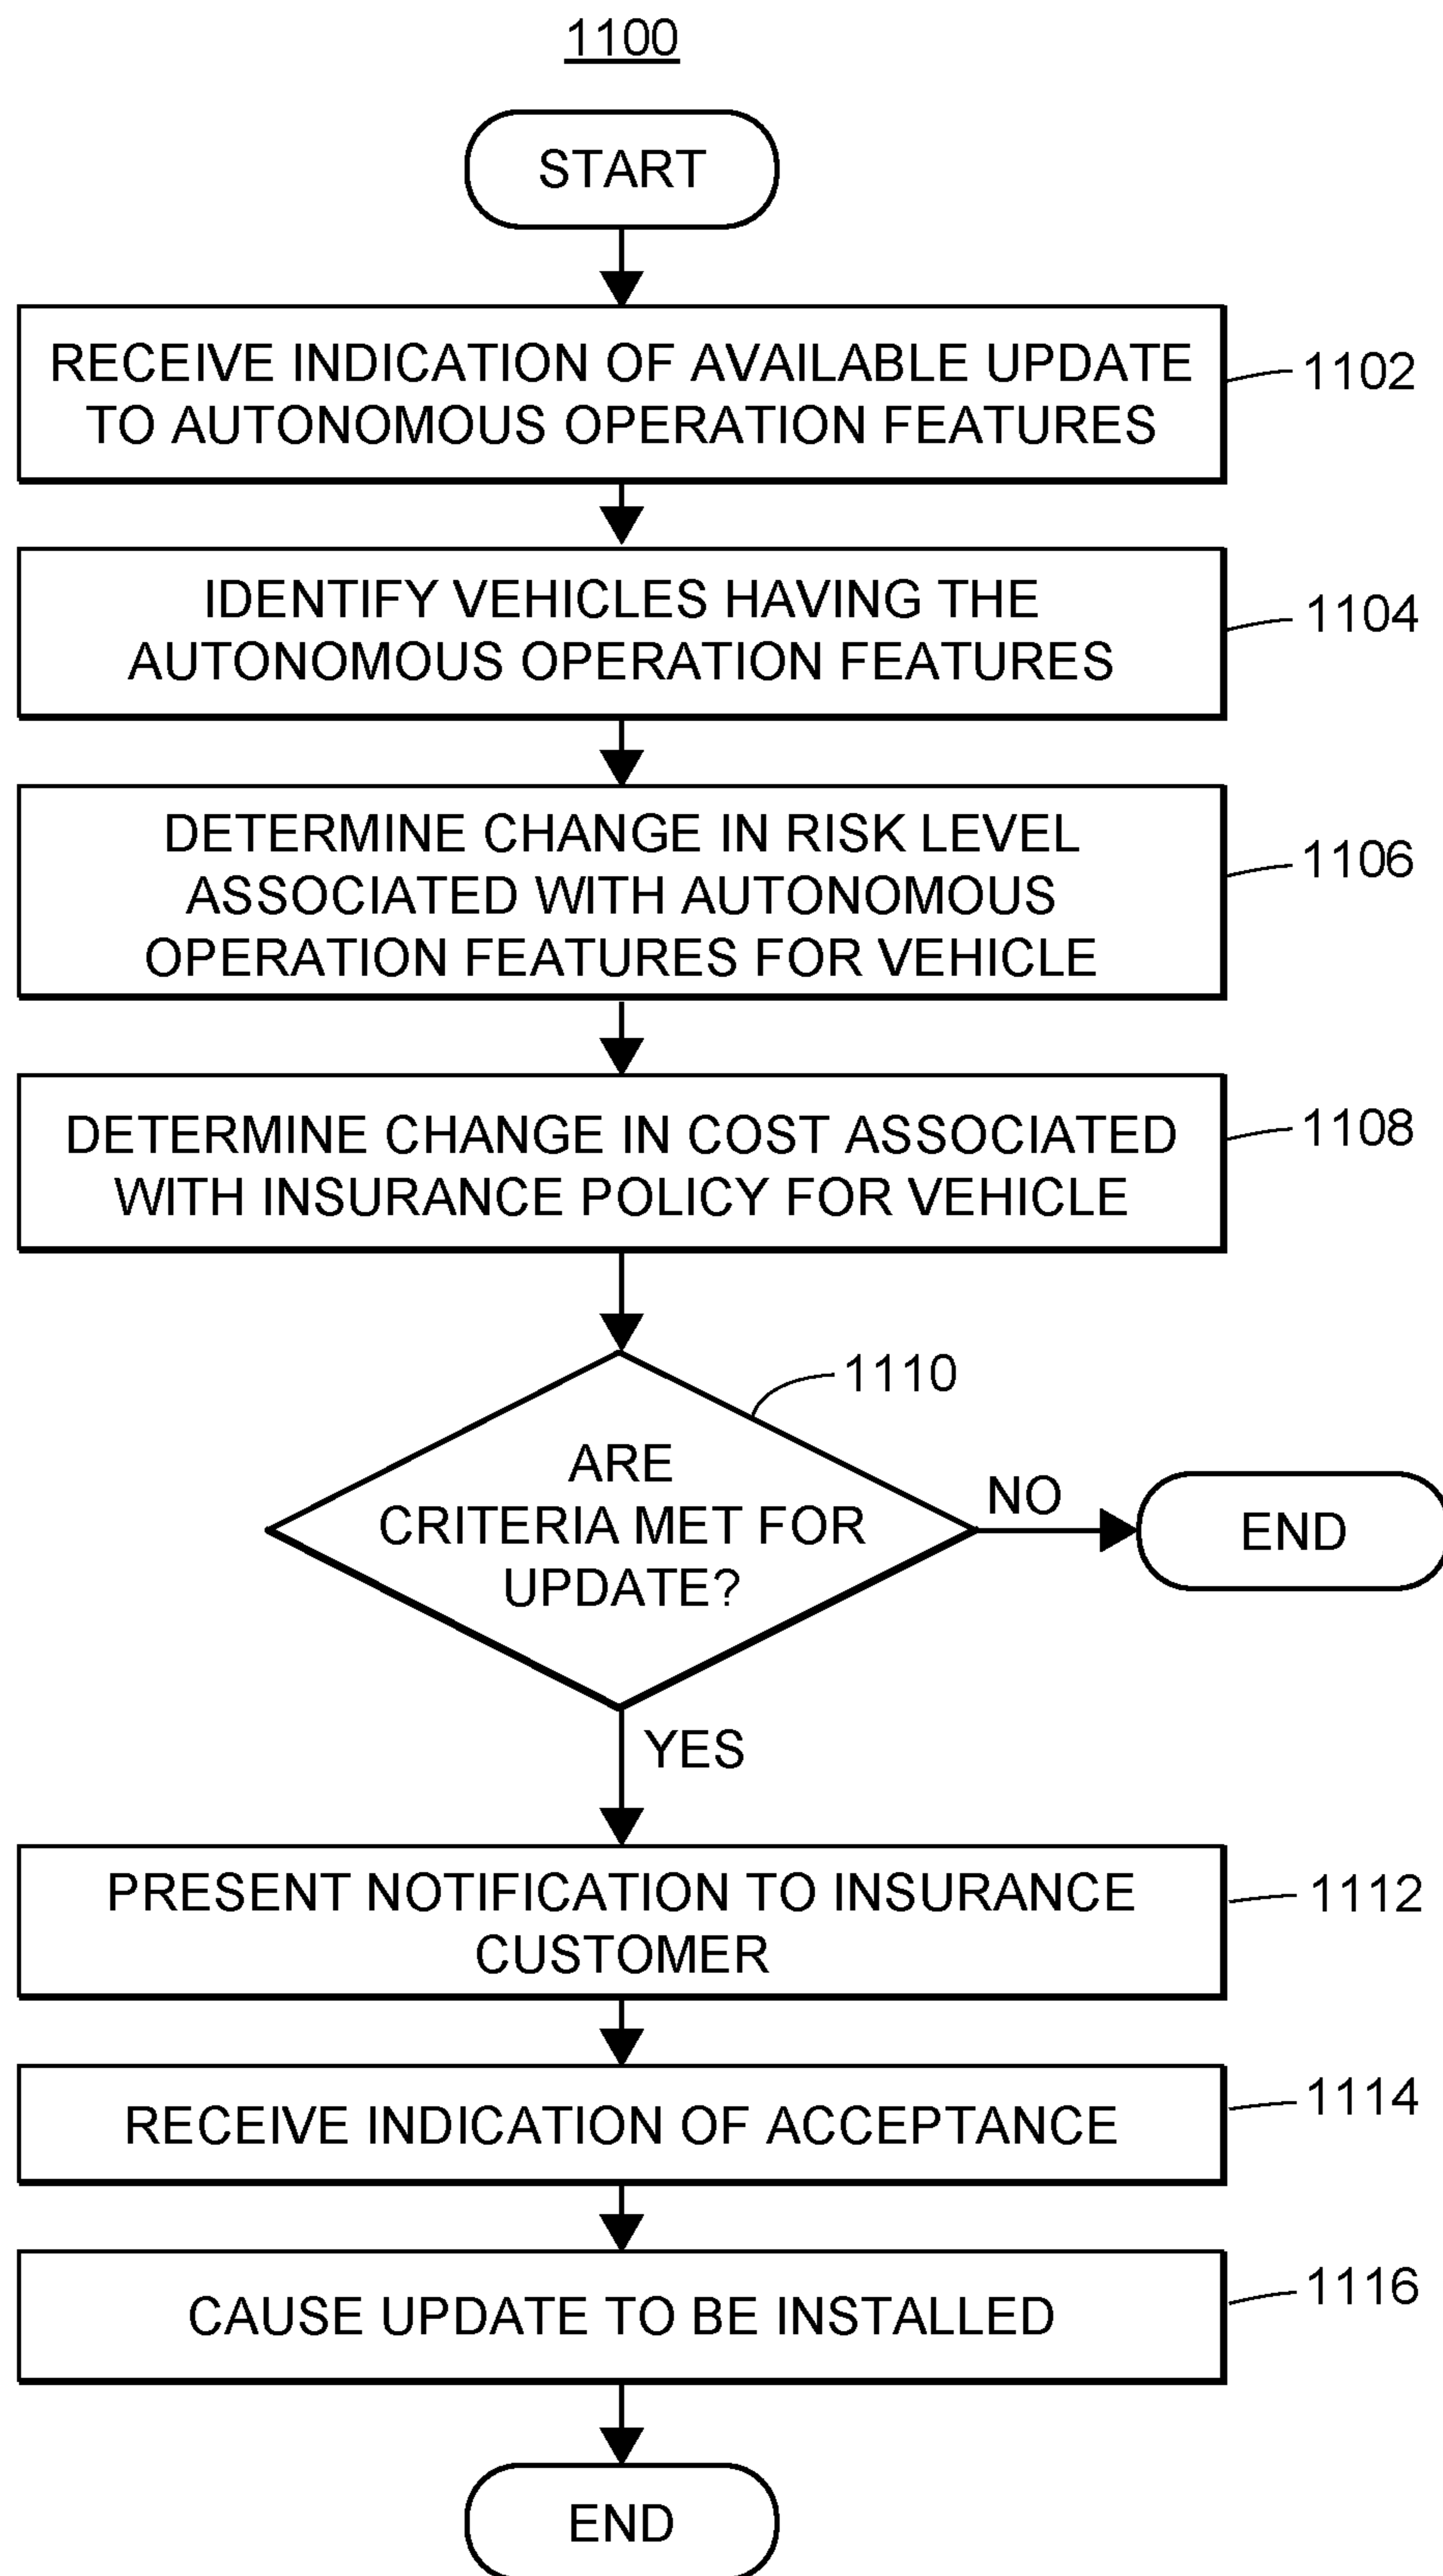 1100
START
RECEIVE INDICATION OF AVAILABLE UPDATE
TO AUTONOMOUS OPERATION FEATURES
1102
IDENTIFY VEHICLES HAVING THE
AUTONOMOUS OPERATION FEATURES
1104
DETERMINE CHANGE IN RISK LEVEL
ASSOCIATED WITH AUTONOMOUS
OPERATION FEATURES FOR VEHICLE
1106
DETERMINE CHANGE IN COST ASSOCIATED
WITH INSURANCE POLICY FOR VEHICLE
1108
1110
ARE
CRITERIA MET FOR
UPDATE?
NO
END
YES
PRESENT NOTIFICATION TO INSURANCE
CUSTOMER
1112
RECEIVE INDICATION OF ACCEPTANCE
1114
CAUSE UPDATE TO BE INSTALLED
1116
END